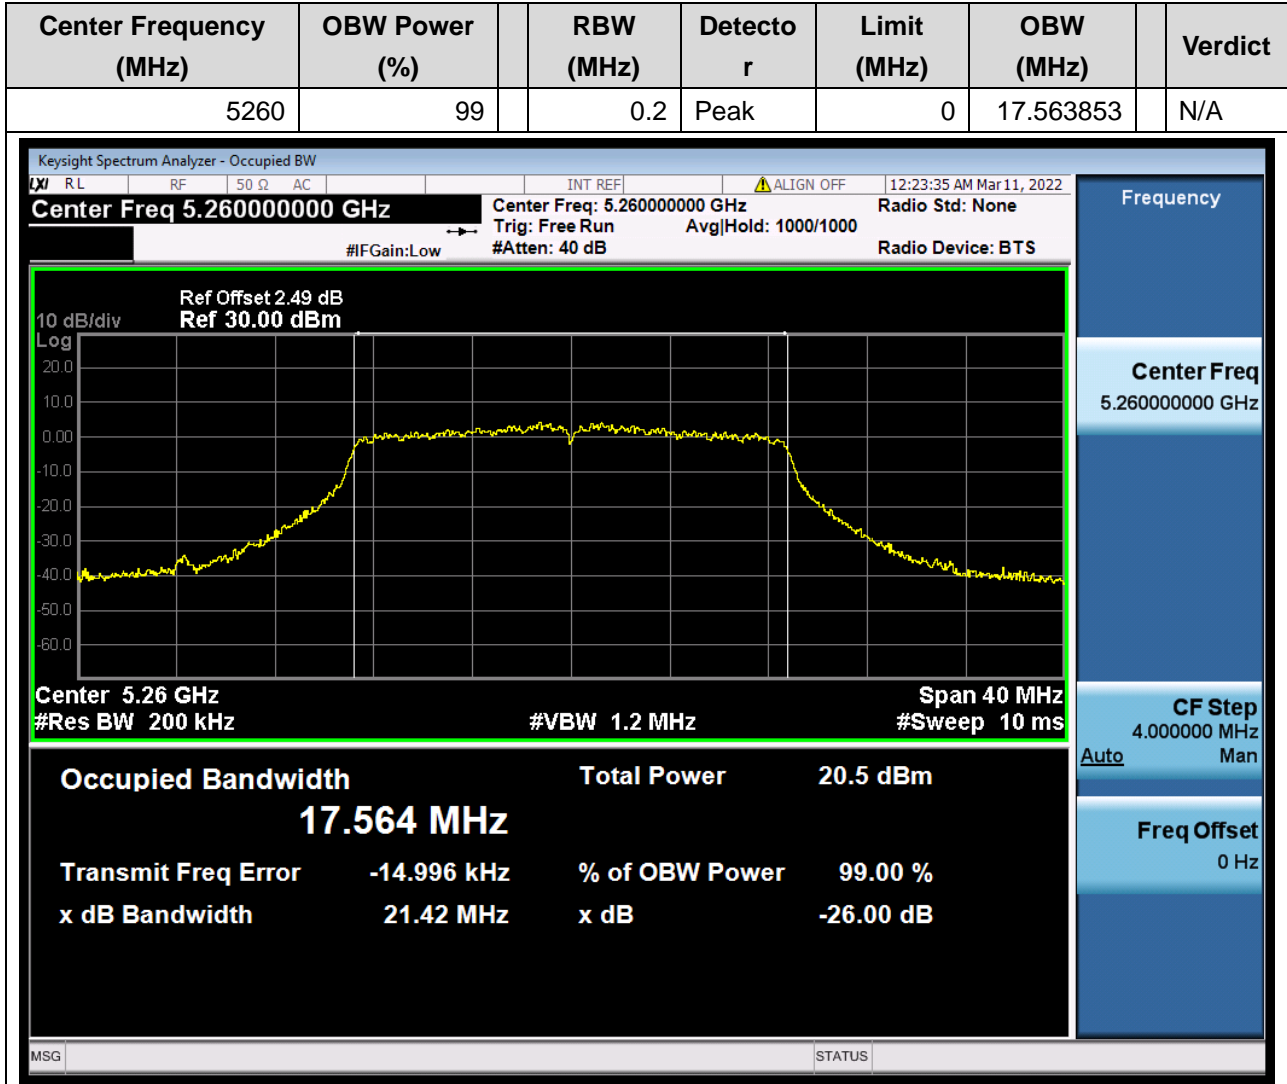 Center Frequency (MHz) OBW Power (%) RBW (MHz) Detecto r Limit (MHz) OBW (MHz) Verdict
5260 99 0.2 Peak 0 17.563853 N/A
Keysight Spectrum Analyzer - Occupied BW
LXI RL RF 50 Ω AC INT REF ALIGN OFF 12:23:35 AM Mar 11, 2022
Center Freq 5.260000000 GHz
Center Freq: 5.260000000 GHz
Radio Std: None
Trig: Free Run Avg|Hold: 1000/1000
#IFGain:Low #Atten: 40 dB Radio Device: BTS
Ref Offset 2.49 dB
10 dB/div Ref 30.00 dBm
Log
20.0
10.0
0.00
-10.0
-20.0
-30.0
-40.0
-50.0
-60.0
Center 5.26 GHz Span 40 MHz
#Res BW 200 kHz #VBW 1.2 MHz #Sweep 10 ms
Occupied Bandwidth Total Power 20.5 dBm
17.564 MHz
Transmit Freq Error -14.996 kHz % of OBW Power 99.00 %
x dB Bandwidth 21.42 MHz x dB -26.00 dB
Frequency
Center Freq
5.260000000 GHz
CF Step
4.000000 MHz
Auto Man
Freq Offset
0 Hz
MSG STATUS